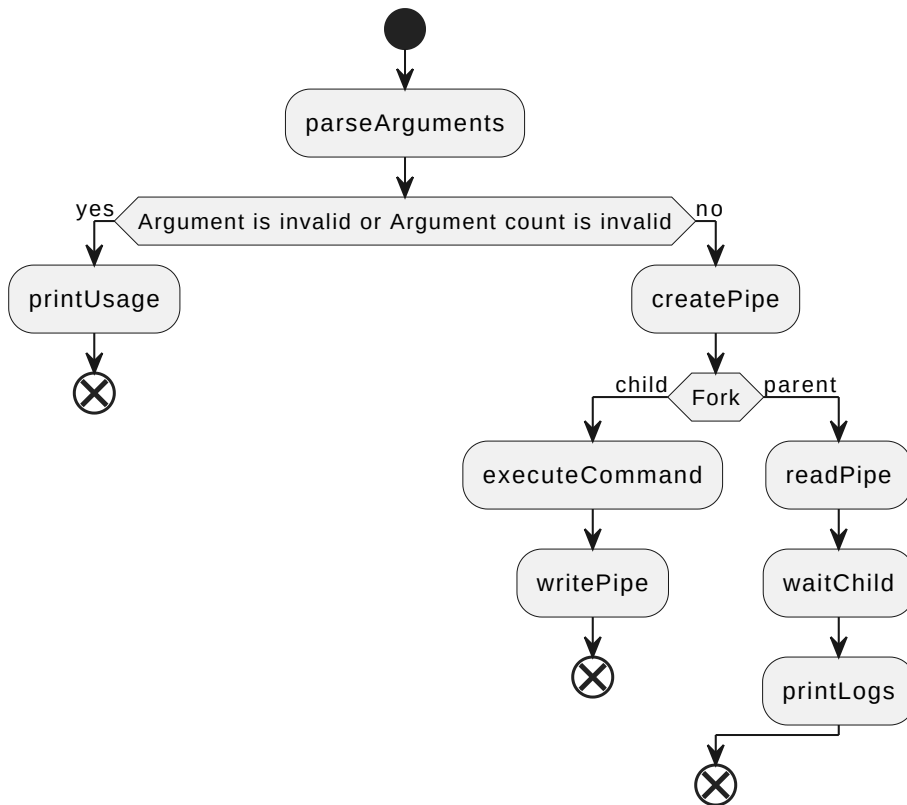 parseArguments
yes
Argument is invalid or Argument count is invalid
no
printUsage
createPipe
child
Fork
parent
executeCommand
readPipe
writePipe
waitChild
printLogs